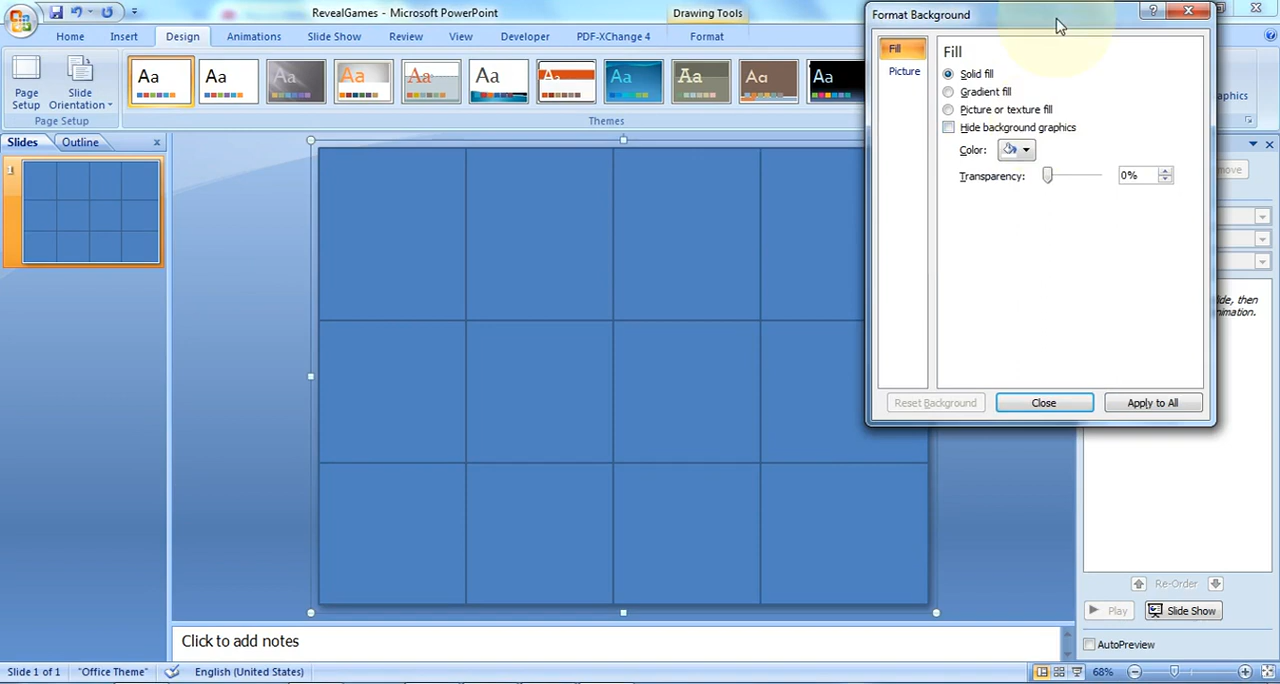 RevealGames - Microsoft PowerPoint
Drawing Tools
Home Insert Design Animations Slide Show Review View Developer PDF-XChange 4 Format
Page Setup
Slide Orientation
Page Setup
Aa Aa Aa Aa Aa Aa Aa Aa Aa Aa Aa
Themes
Slides Outline
1
Format Background
Fill
Picture
Fill
Solid fill
Gradient fill
Picture or texture fill
Hide background graphics
Color:
Transparency: 0%
Reset Background Close Apply to All
Re-Order
Play Slide Show
AutoPreview
Click to add notes
Slide 1 of 1 "Office Theme" English (United States) 68%